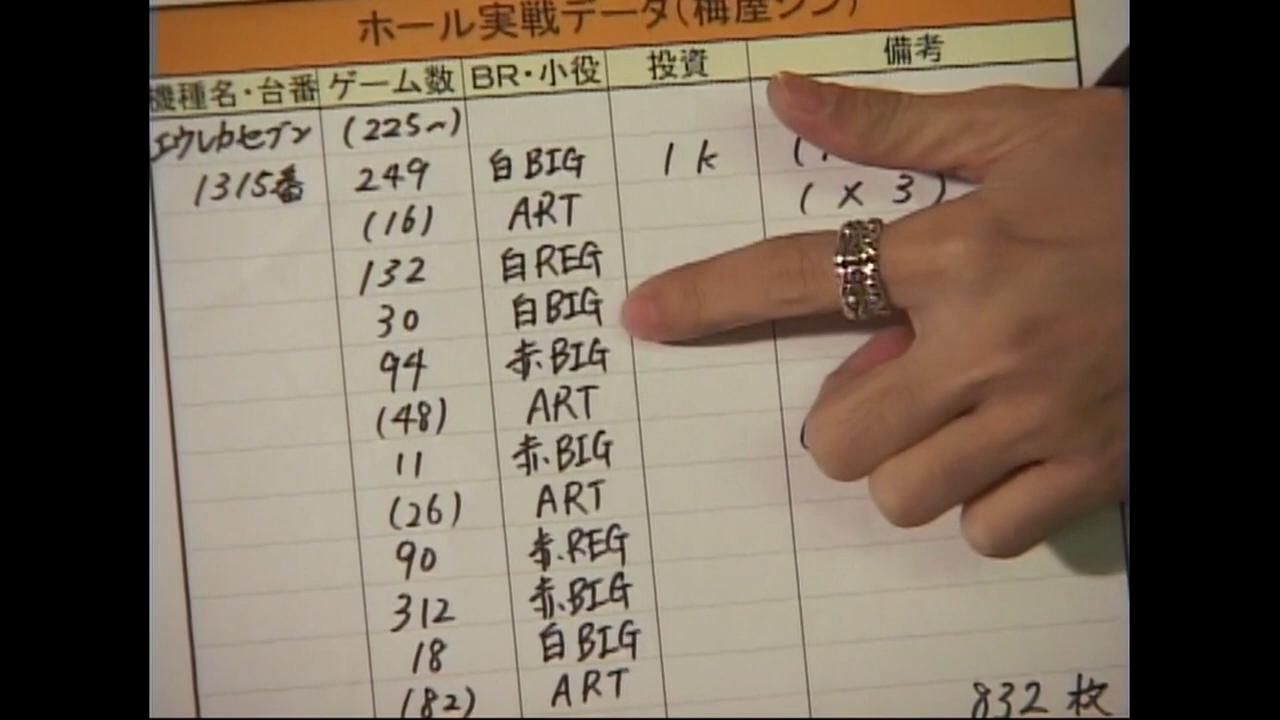 ホール実戦データ(梅屋シン)
機種名・台番 ゲーム数 BR・小役 投資 備考
エウレカセブン (225~)
1315番 249 白BIG 1k
(16) ART (×3)
132 白REG
30 白BIG
94 赤BIG
(48) ART
11 赤BIG
(26) ART
90 赤REG
312 赤BIG
18 白BIG
(82) ART 832枚